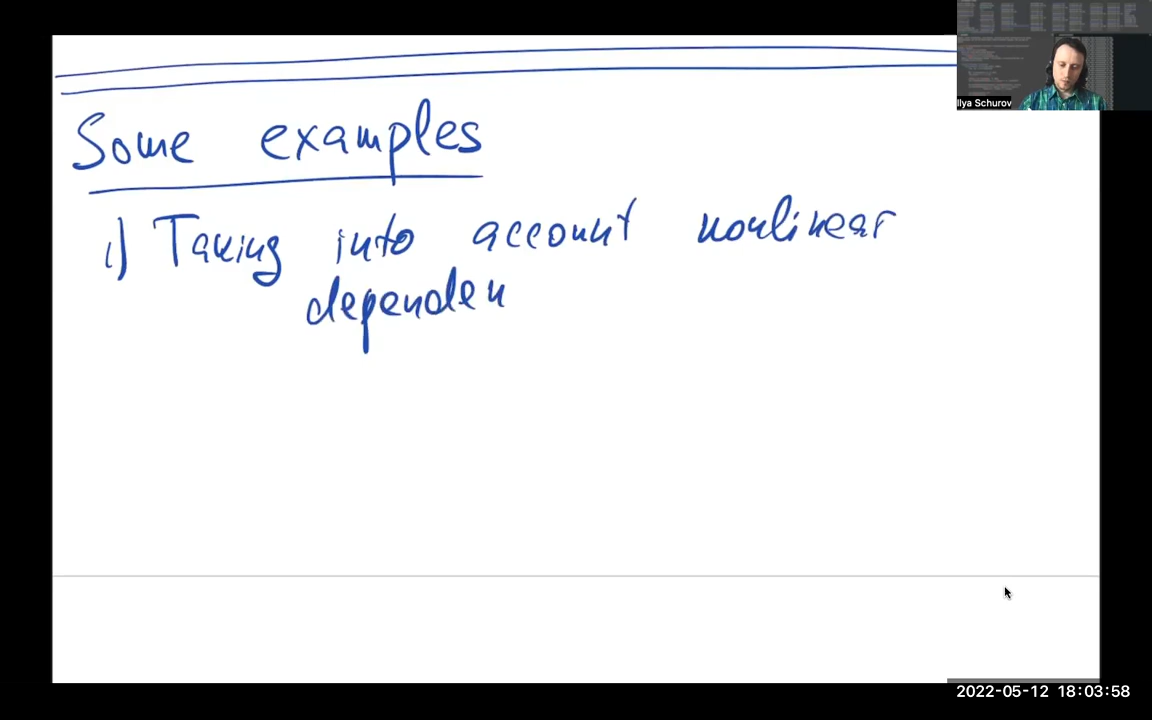 Ilya Schurov
Some examples
1) Taking into account nonlinear
dependen
2022-05-12 18:03:58